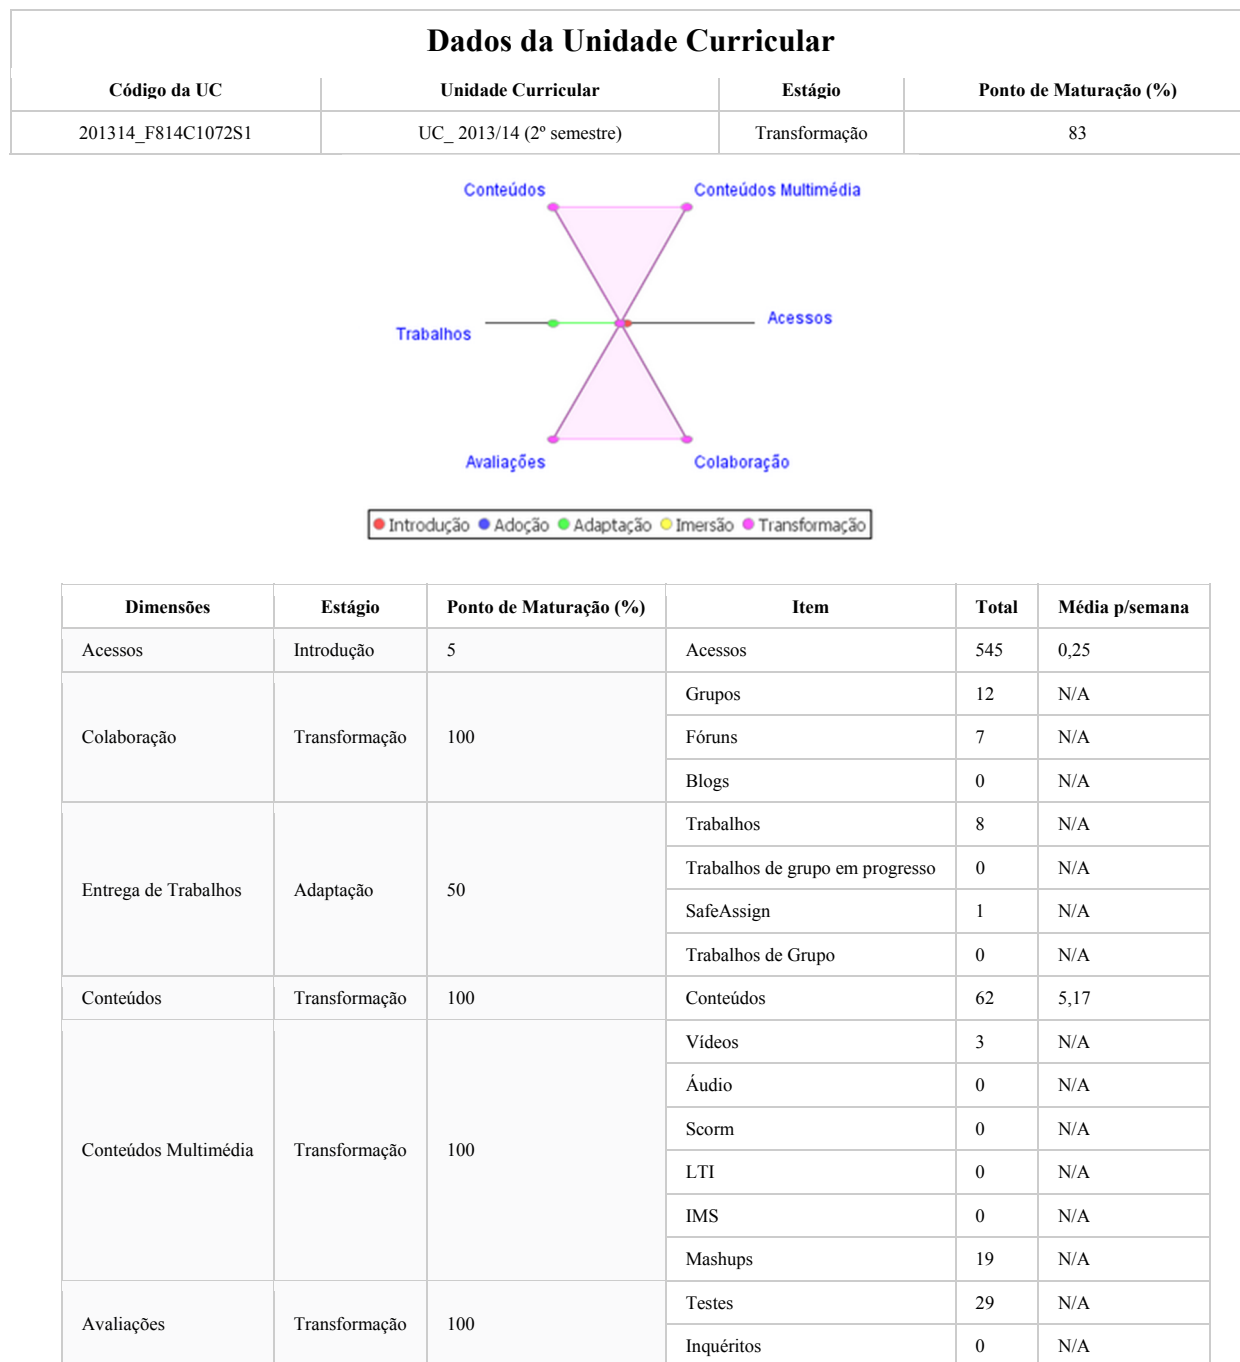 Dados da Unidade Curricular
Código da UC Unidade Curricular Estágio Ponto de Maturação (%)
201314_F814C1072S1 UC_ 2013/14 (2º semestre) Transformação 83
Conteúdos Conteúdos Multimédia
Trabalhos Acessos
Avaliações Colaboração
Introdução Adoção Adaptação Imersão Transformação
Dimensões Estágio Ponto de Maturação (%) Item Total Média p/semana
Acessos Introdução 5 Acessos 545 0,25
Colaboração Transformação 100 Grupos 12 N/A
Fóruns 7 N/A
Blogs 0 N/A
Entrega de Trabalhos Adaptação 50 Trabalhos 8 N/A
Trabalhos de grupo em progresso 0 N/A
SafeAssign 1 N/A
Trabalhos de Grupo 0 N/A
Conteúdos Transformação 100 Conteúdos 62 5,17
Conteúdos Multimédia Transformação 100 Vídeos 3 N/A
Áudio 0 N/A
Scorm 0 N/A
LTI 0 N/A
IMS 0 N/A
Mashups 19 N/A
Avaliações Transformação 100 Testes 29 N/A
Inquéritos 0 N/A